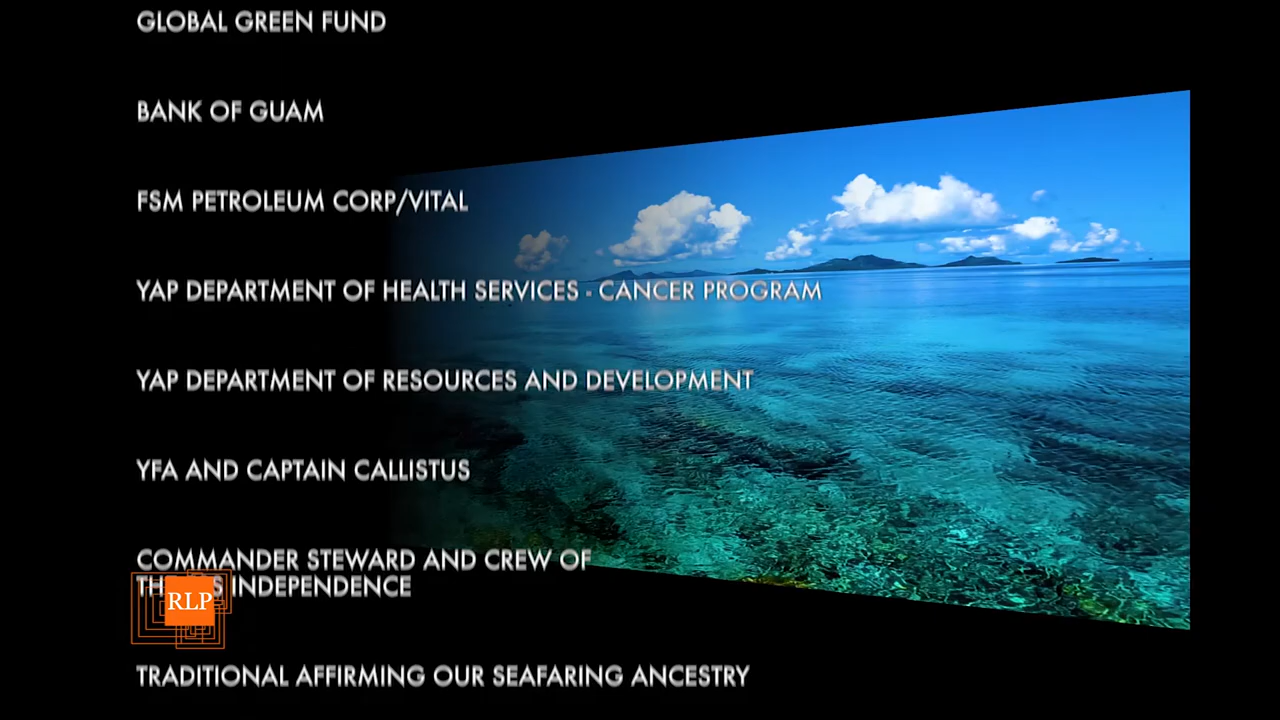 GLOBAL GREEN FUND
BANK OF GUAM
FSM PETROLEUM CORP/VITAL
YAP DEPARTMENT OF HEALTH SERVICES - CANCER PROGRAM
YAP DEPARTMENT OF RESOURCES AND DEVELOPMENT
YFA AND CAPTAIN CALLISTUS
COMMANDER STEWARD AND CREW OF
INDEPENDENCE
RLP
TRADITIONAL AFFIRMING OUR SEAFARING ANCESTRY